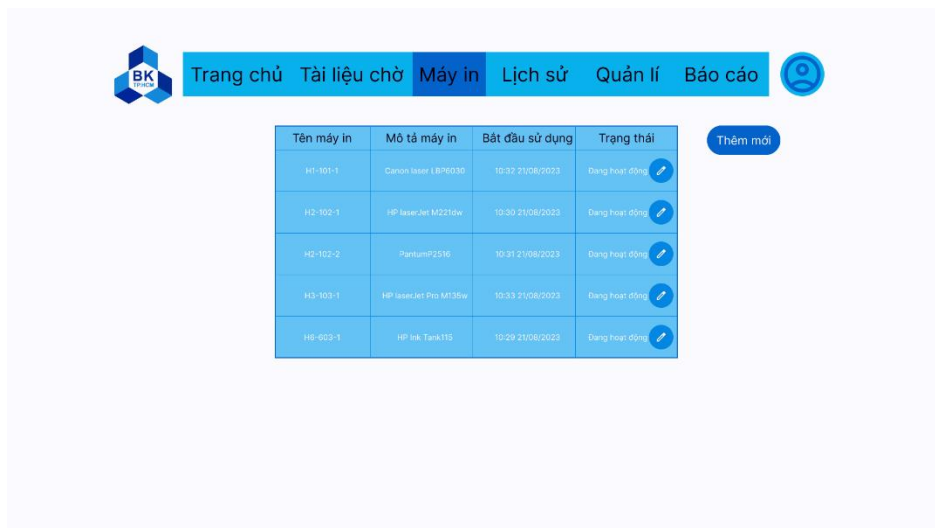 BK
TP.HCM
Trang chủ Tài liệu chờ Máy in Lịch sử Quản lí Báo cáo
Tên máy in Mô tả máy in Bắt đầu sử dụng Trạng thái
Thêm mới
H1-101-1 Canon laser LBP6030 10:32 21/08/2023 Đang hoạt động
H2-102-1 HP laserJet M221dw 10:30 21/08/2023 Đang hoạt động
H2-102-2 PantumP2516 10:31 21/08/2023 Đang hoạt động
H3-103-1 HP laserJet Pro M135w 10:33 21/08/2023 Đang hoạt động
H6-603-1 HP Ink Tank115 10:29 21/08/2023 Đang hoạt động